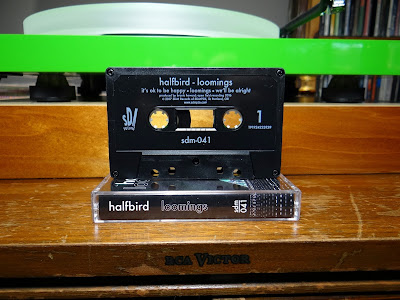 halfbird - loomings
it's ok to be happy • loomings • we'll be alright
sdv
1
sdm-041
halfbird loomings
sdm
041
RCA VICTOR